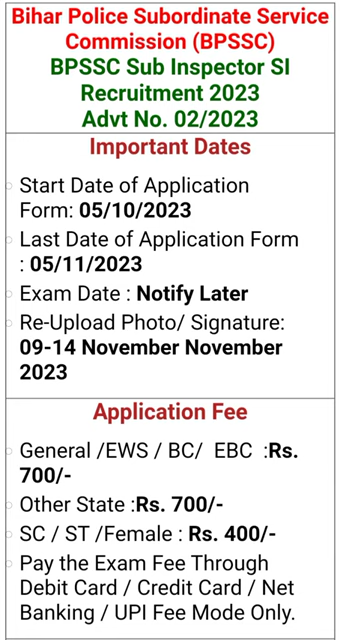 Bihar Police Subordinate Service
Commission (BPSSC)
BPSSC Sub Inspector SI
Recruitment 2023
Advt No. 02/2023
Important Dates
Start Date of Application
Form: 05/10/2023
Last Date of Application Form
: 05/11/2023
Exam Date : Notify Later
Re-Upload Photo/ Signature:
09-14 November November
2023
Application Fee
General /EWS / BC/ EBC :Rs.
700/-
Other State :Rs. 700/-
SC / ST /Female : Rs. 400/-
Pay the Exam Fee Through
Debit Card / Credit Card / Net
Banking / UPI Fee Mode Only.